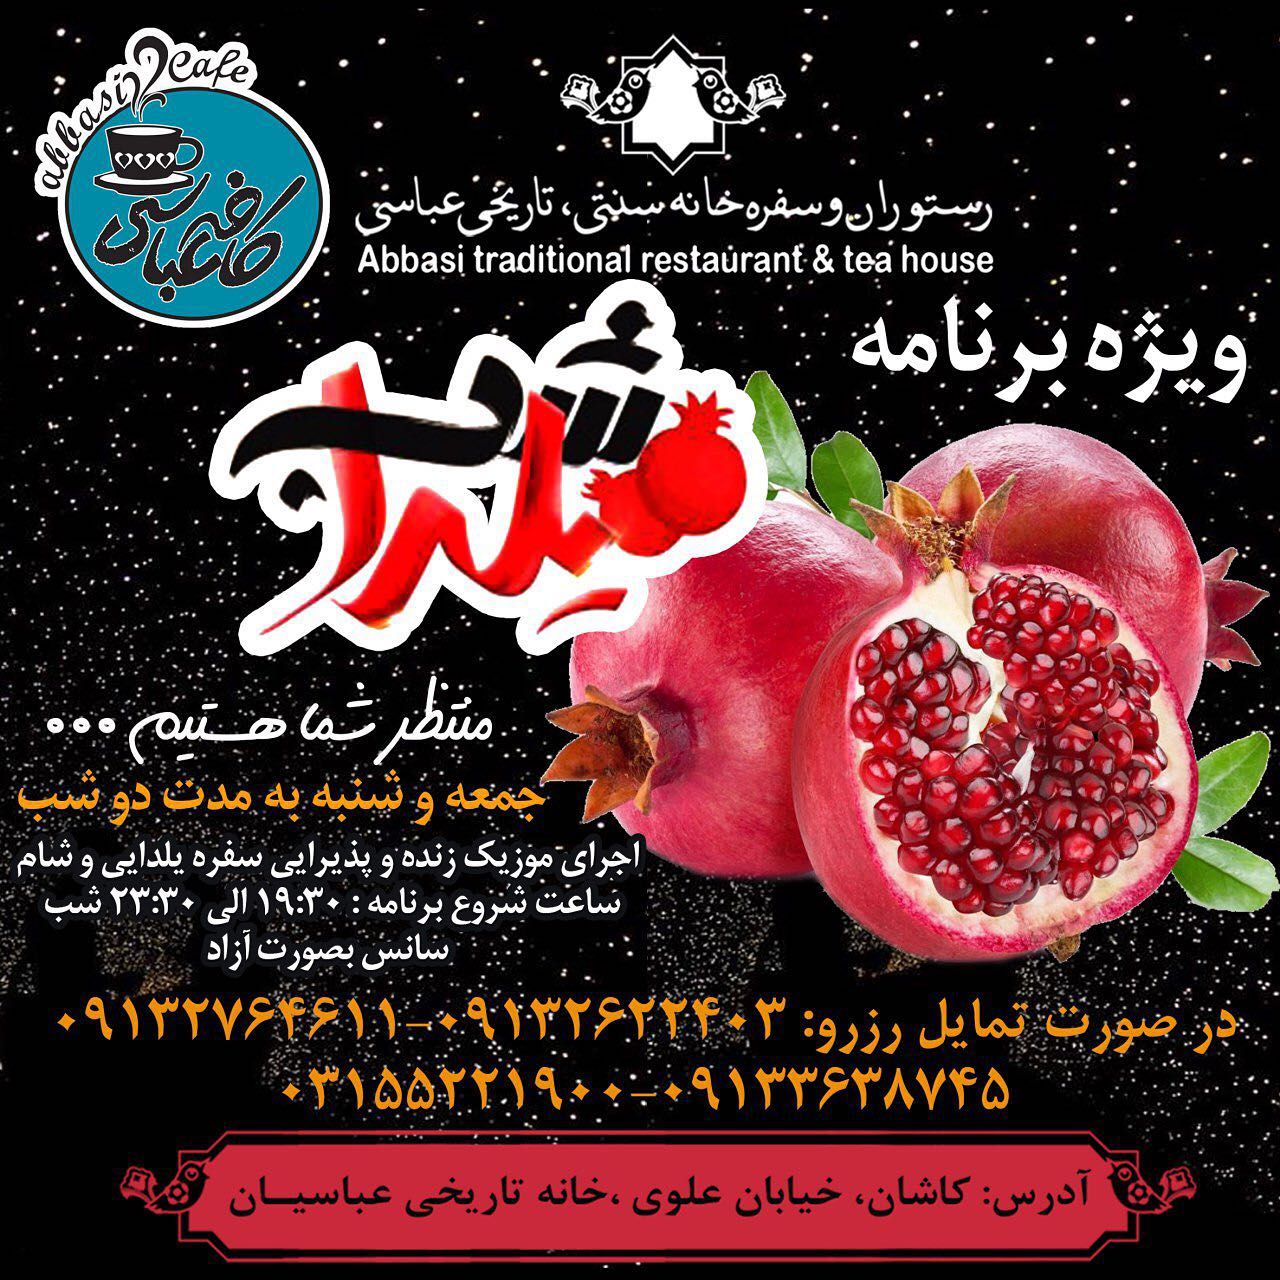 abbasi Cafe
کافه عباسی
رستوران و سفره خانه سنتی، تاریخی عباسی
Abbasi traditional restaurant & tea house
ویژه برنامه
شب یلدا
منتظر شما هستیم ...
جمعه و شنبه به مدت دو شب
اجرای موزیک زنده و پذیرایی سفره یلدایی و شام
ساعت شروع برنامه : ۱۹:۳۰ الی ۲۳:۳۰ شب
سانس بصورت آزاد
در صورت تمایل رزرو: ۰۹۱۳۲۶۲۲۴۰۳-۰۹۱۳۲۷۶۴۶۱۱
۰۹۱۳۳۶۳۸۷۴۵-۰۳۱۵۵۲۲۱۹۰۰
آدرس: کاشان، خیابان علوی ،خانه تاریخی عباسیـــان